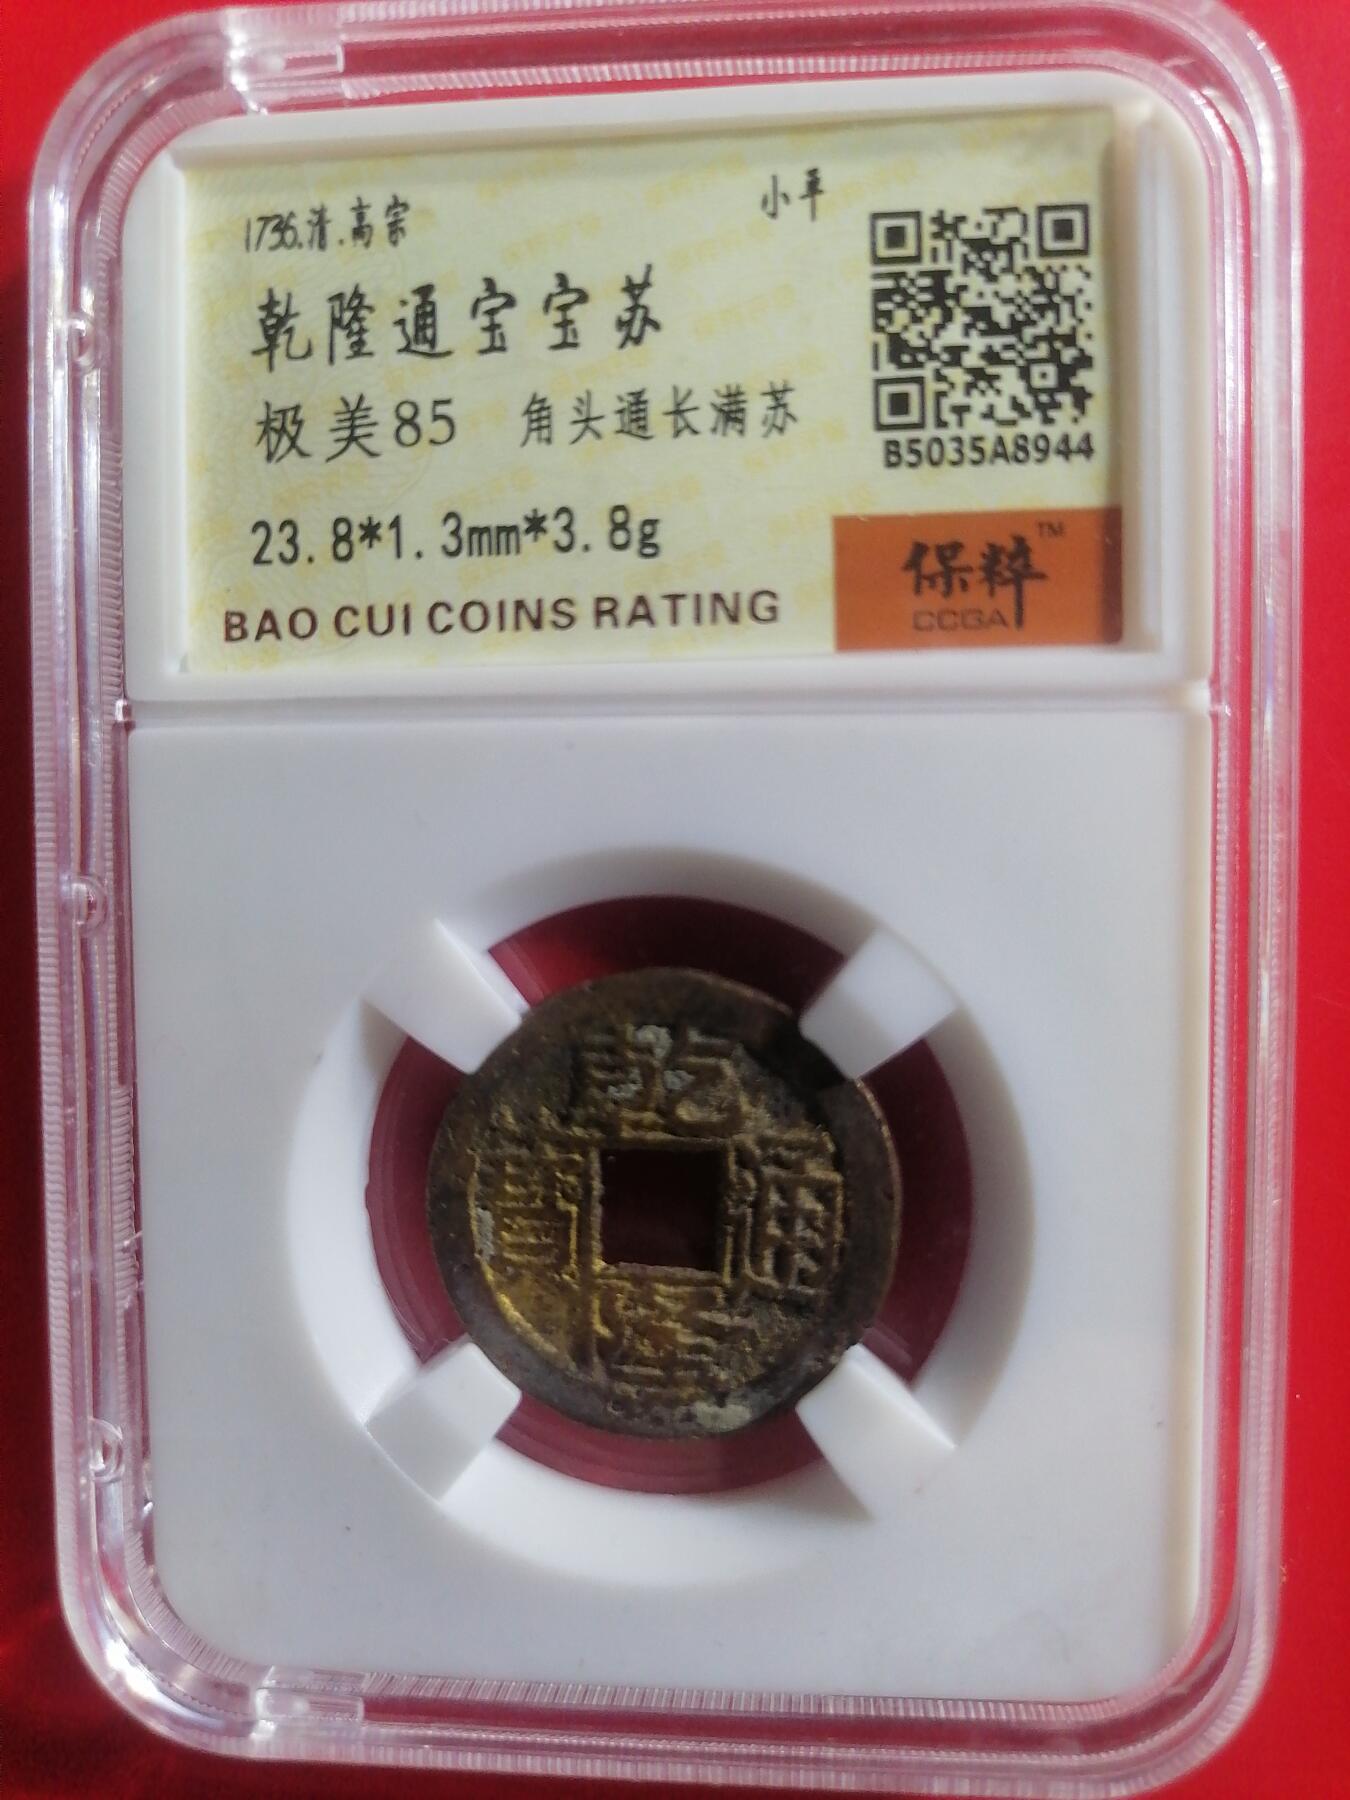 1736.清.高宗
小平
乾隆通宝宝苏
极美85 角头通长满苏
B5035A8944
23.8*1.3mm*3.8g
保粹™
CCGA
BAO CUI COINS RATING
乾隆通寶